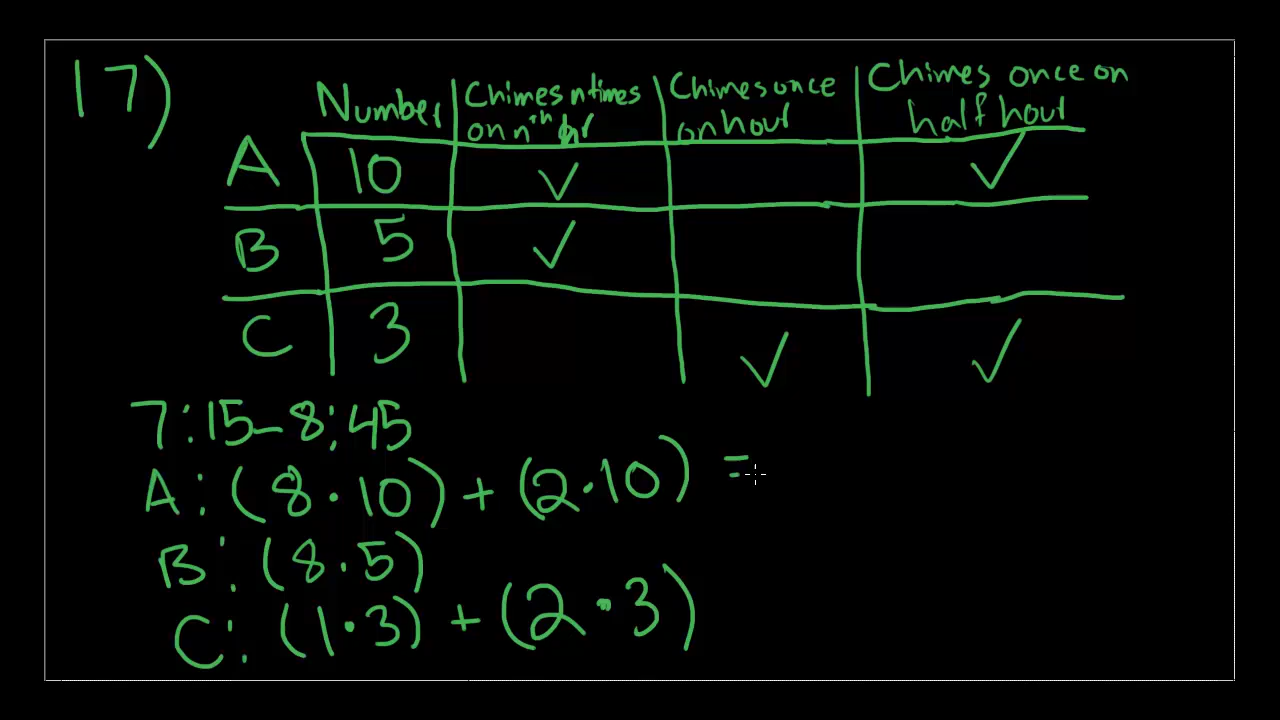 17)
Number Chimes n times on nth hr Chimes once on hour Chimes once on half hour
A 10 ✓ ✓
B 5 ✓
C 3 ✓ ✓
7:15-8:45
A: (8·10) + (2·10) =
B: (8·5)
C: (1·3) + (2·3)